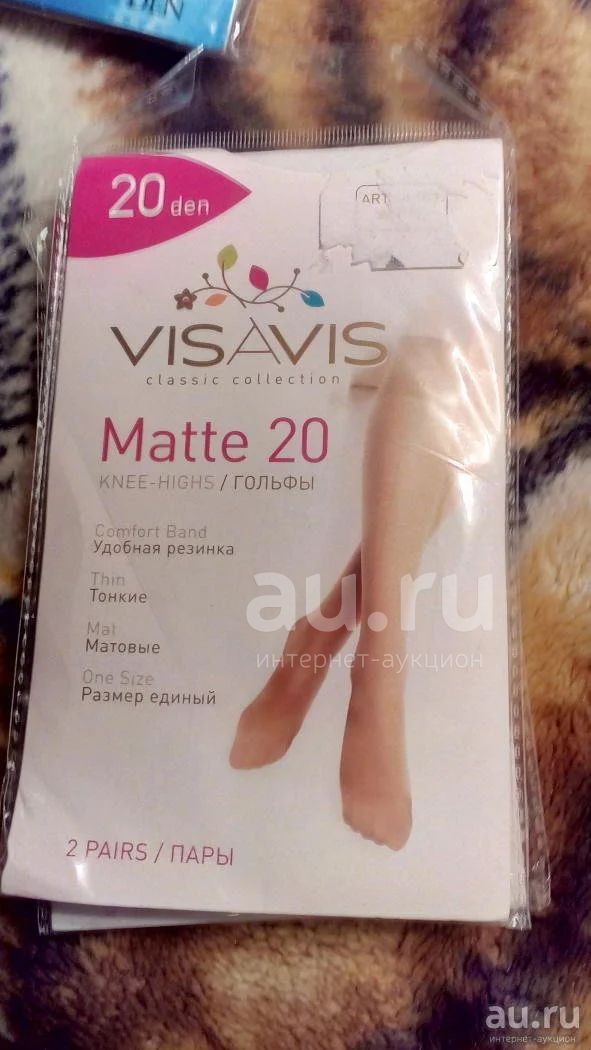 DEN
20 den
ART
VISAVIS
classic collection
Matte 20
KNEE-HIGHS / ГОЛЬФЫ
Comfort Band
Удобная резинка
Thin
Тонкие
Mat
Матовые
One Size
Размер единый
2 PAIRS / ПАРЫ
au.ru
интернет-аукцион
au.ru
интернет-аукцион